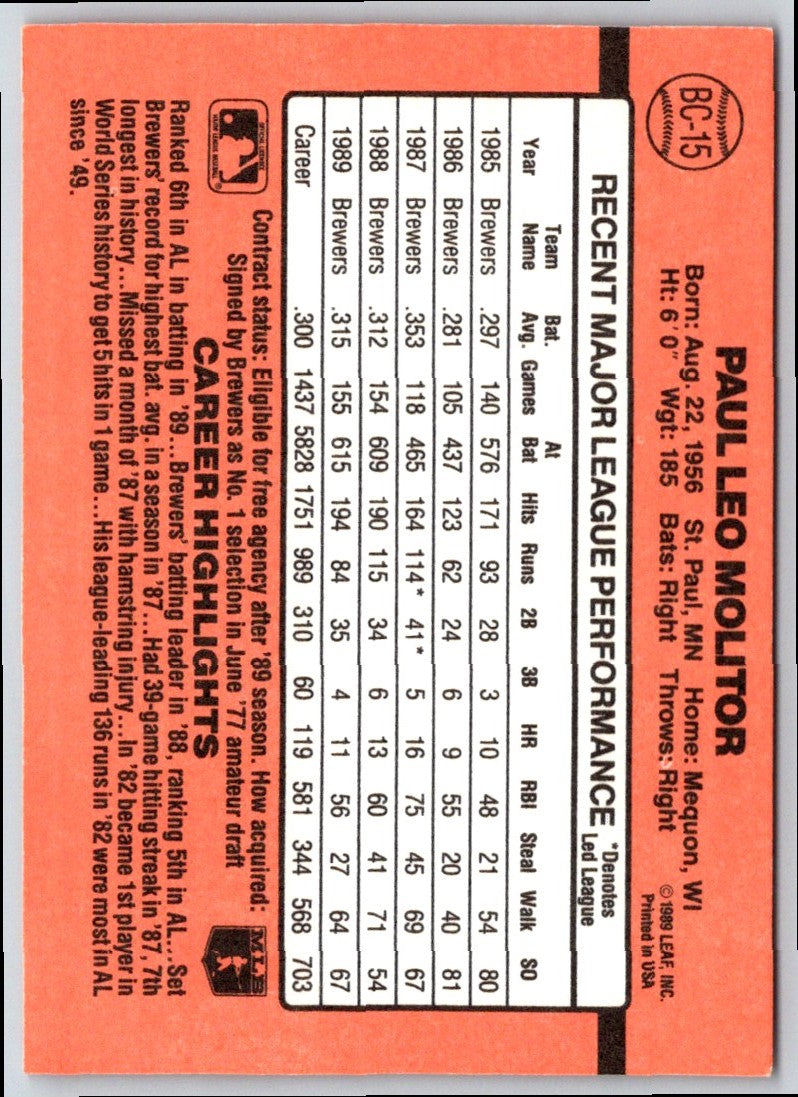 BC-15
PAUL LEO MOLITOR
Born: Aug. 22, 1956 St. Paul, MN Home: Mequon, WI
Ht: 6'0" Wgt: 185 Bats: Right Throws: Right
© 1989 LEAF, INC.
Printed in USA
RECENT MAJOR LEAGUE PERFORMANCE *Denotes Led League
Year Team Name Bat. Avg. Games At Bat Hits Runs 2B 3B HR RBI Steal Walk SO
1985 Brewers .297 140 576 171 93 28 3 10 48 21 54 80
1986 Brewers .281 105 437 123 62 24 6 9 55 20 40 81
1987 Brewers .353 118 465 164 114* 41* 5 16 75 45 69 67
1988 Brewers .312 154 609 190 115 34 6 13 60 41 71 54
1989 Brewers .315 155 615 194 84 35 4 11 56 27 64 67
Career .300 1437 5828 1751 989 310 60 119 581 344 568 703
OFFICIAL LICENSEE
MAJOR LEAGUE BASEBALL
®
Contract status: Eligible for free agency after '89 season. How acquired:
Signed by Brewers as No. 1 selection in June '77 amateur draft
MLB
CAREER HIGHLIGHTS
Ranked 6th in AL in batting in '89...Brewers' batting leader in '88, ranking 5th in AL...Set
Brewers' record for highest bat. avg. in a season in '87...Had 39-game hitting streak in '87, 7th
longest in history...Missed a month of '87 with hamstring injury...In '82 became 1st player in
World Series history to get 5 hits in 1 game...His league-leading 136 runs in '82 were most in AL
since '49.